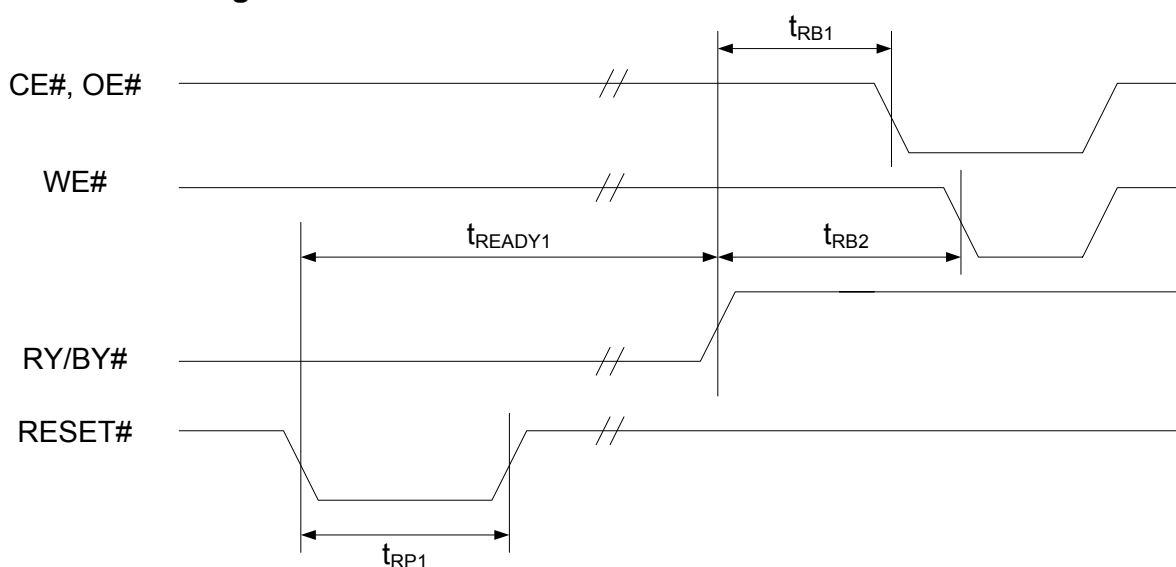 tRB1
CE#, OE#
WE#
tREADY1
tRB2
RY/BY#
RESET#
tRP1